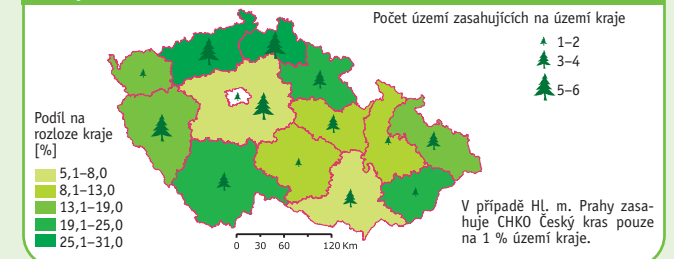 Počet území zasahujících na území kraje
1–2
3–4
5–6
Podíl na
rozloze kraje
[%]
5,1–8,0
8,1–13,0
13,1–19,0
19,1–25,0
25,1–31,0
0 30 60 120 Km
V případě Hl. m. Prahy zasa-
huje CHKO Český kras pouze
na 1 % území kraje.